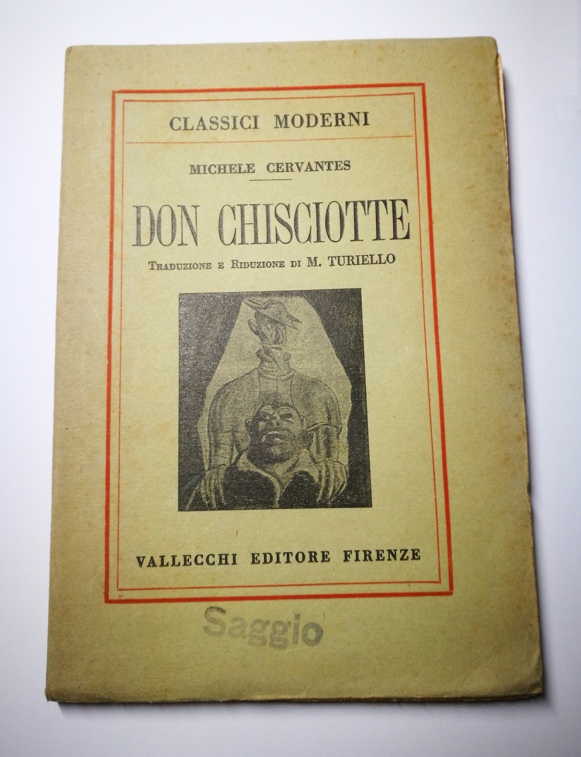 CLASSICI MODERNI
MICHELE CERVANTES
DON CHISCIOTTE
TRADUZIONE E RIDUZIONE DI M. TURIELLO
VALLECCHI EDITORE FIRENZE
Saggio